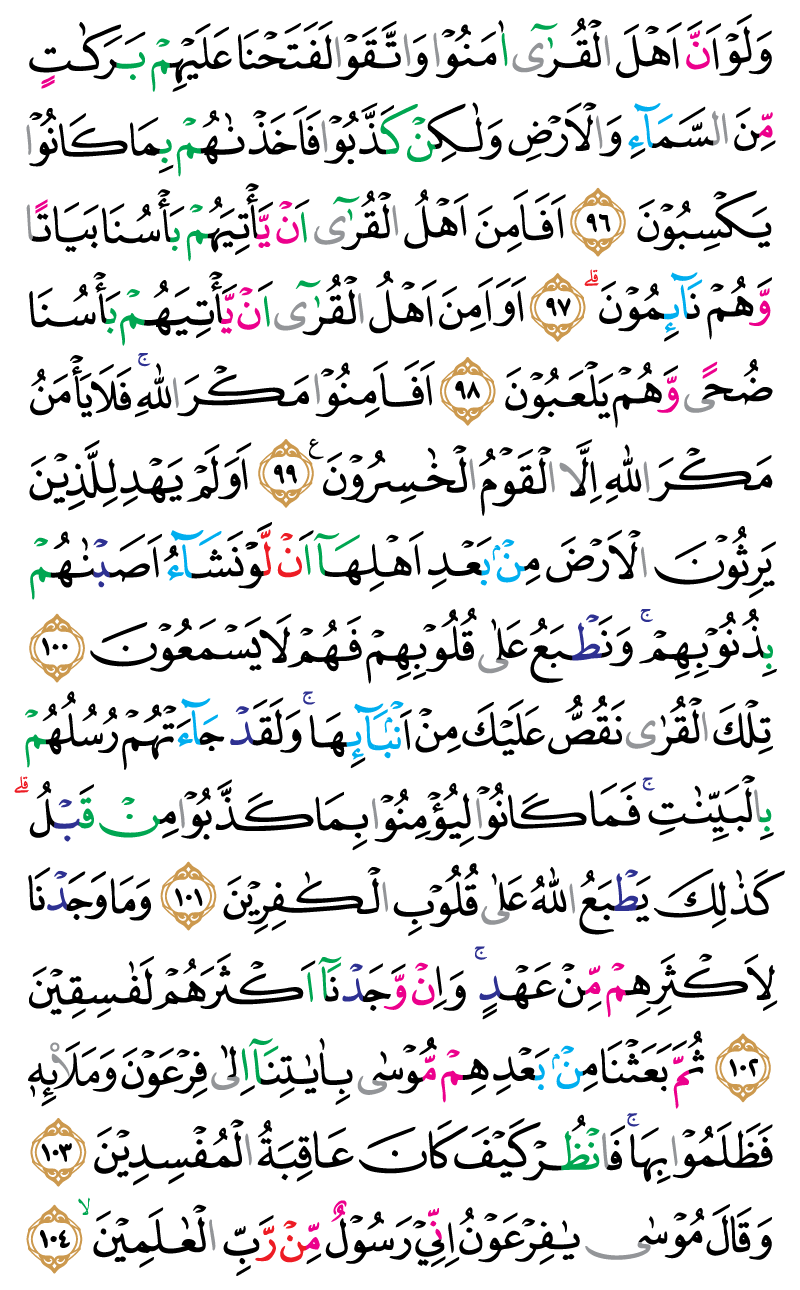 وَلَوْ اَنَّ اَهْلَ الْقُرٰٓى اٰمَنُوْا وَاتَّقَوْا لَفَتَحْنَا عَلَيْهِمْ بَرَكٰتٍ
مِّنَ السَّمَآءِ وَالْاَرْضِ وَلٰكِنْ كَذَّبُوْا فَاَخَذْنٰهُمْ بِمَا كَانُوْا
يَكْسِبُوْنَ ٩٦ اَفَاَمِنَ اَهْلُ الْقُرٰٓى اَنْ يَّأْتِيَهُمْ بَأْسُنَا بَيَاتًا
وَّهُمْ نَآئِمُوْنَ ۗ ٩٧ اَوَاَمِنَ اَهْلُ الْقُرٰٓى اَنْ يَّأْتِيَهُمْ بَأْسُنَا
ضُحًى وَّهُمْ يَلْعَبُوْنَ ٩٨ اَفَاَمِنُوْا مَكْرَ اللّٰهِ ۚ فَلَا يَأْمَنُ
مَكْرَ اللّٰهِ اِلَّا الْقَوْمُ الْخٰسِرُوْنَ ࣖ ٩٩ اَوَلَمْ يَهْدِ لِلَّذِيْنَ
يَرِثُوْنَ الْاَرْضَ مِنْۢ بَعْدِ اَهْلِهَآ اَنْ لَّوْ نَشَآءُ اَصَبْنٰهُمْ
بِذُنُوْبِهِمْ ۚ وَنَطْبَعُ عَلٰى قُلُوْبِهِمْ فَهُمْ لَا يَسْمَعُوْنَ ١٠٠
تِلْكَ الْقُرٰى نَقُصُّ عَلَيْكَ مِنْ اَنْۢبَآئِهَا ۚ وَلَقَدْ جَآءَتْهُمْ رُسُلُهُمْ
بِالْبَيِّنٰتِ ۚ فَمَا كَانُوْا لِيُؤْمِنُوْا بِمَا كَذَّبُوْا مِنْ قَبْلُ ۗ
كَذٰلِكَ يَطْبَعُ اللّٰهُ عَلٰى قُلُوْبِ الْكٰفِرِيْنَ ١٠١ وَمَا وَجَدْنَا
لِاَكْثَرِهِمْ مِّنْ عَهْدٍ ۚ وَاِنْ وَّجَدْنَآ اَكْثَرَهُمْ لَفٰسِقِيْنَ
١٠٢ ثُمَّ بَعَثْنَا مِنْۢ بَعْدِهِمْ مُّوْسٰى بِاٰيٰتِنَآ اِلٰى فِرْعَوْنَ وَمَلَا۟ىِٕهٖ
فَظَلَمُوْا بِهَا ۚ فَانْظُرْ كَيْفَ كَانَ عَاقِبَةُ الْمُفْسِدِيْنَ ١٠٣
وَقَالَ مُوْسٰى يٰفِرْعَوْنُ اِنِّيْ رَسُوْلٌ مِّنْ رَّبِّ الْعٰلَمِيْنَ ۙ ١٠٤